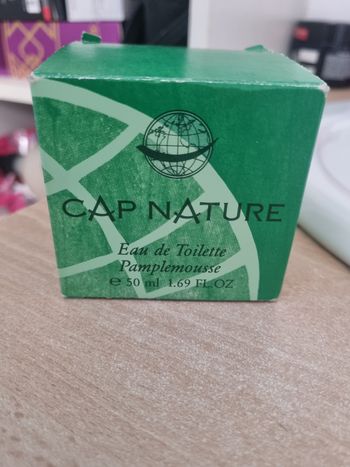 CAP NATURE
Eau de Toilette
Pamplemousse
℮ 50 ml 1.69 FL.OZ